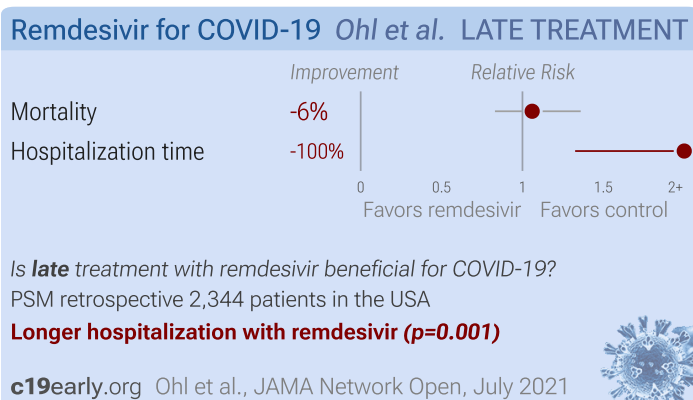 Remdesivir for COVID-19 Ohl et al. LATE TREATMENT
Improvement Relative Risk
Mortality -6%
Hospitalization time -100%
0 0.5 1 1.5 2+
Favors remdesivir Favors control
Is late treatment with remdesivir beneficial for COVID-19?
PSM retrospective 2,344 patients in the USA
Longer hospitalization with remdesivir (p=0.001)
c19early.org Ohl et al., JAMA Network Open, July 2021